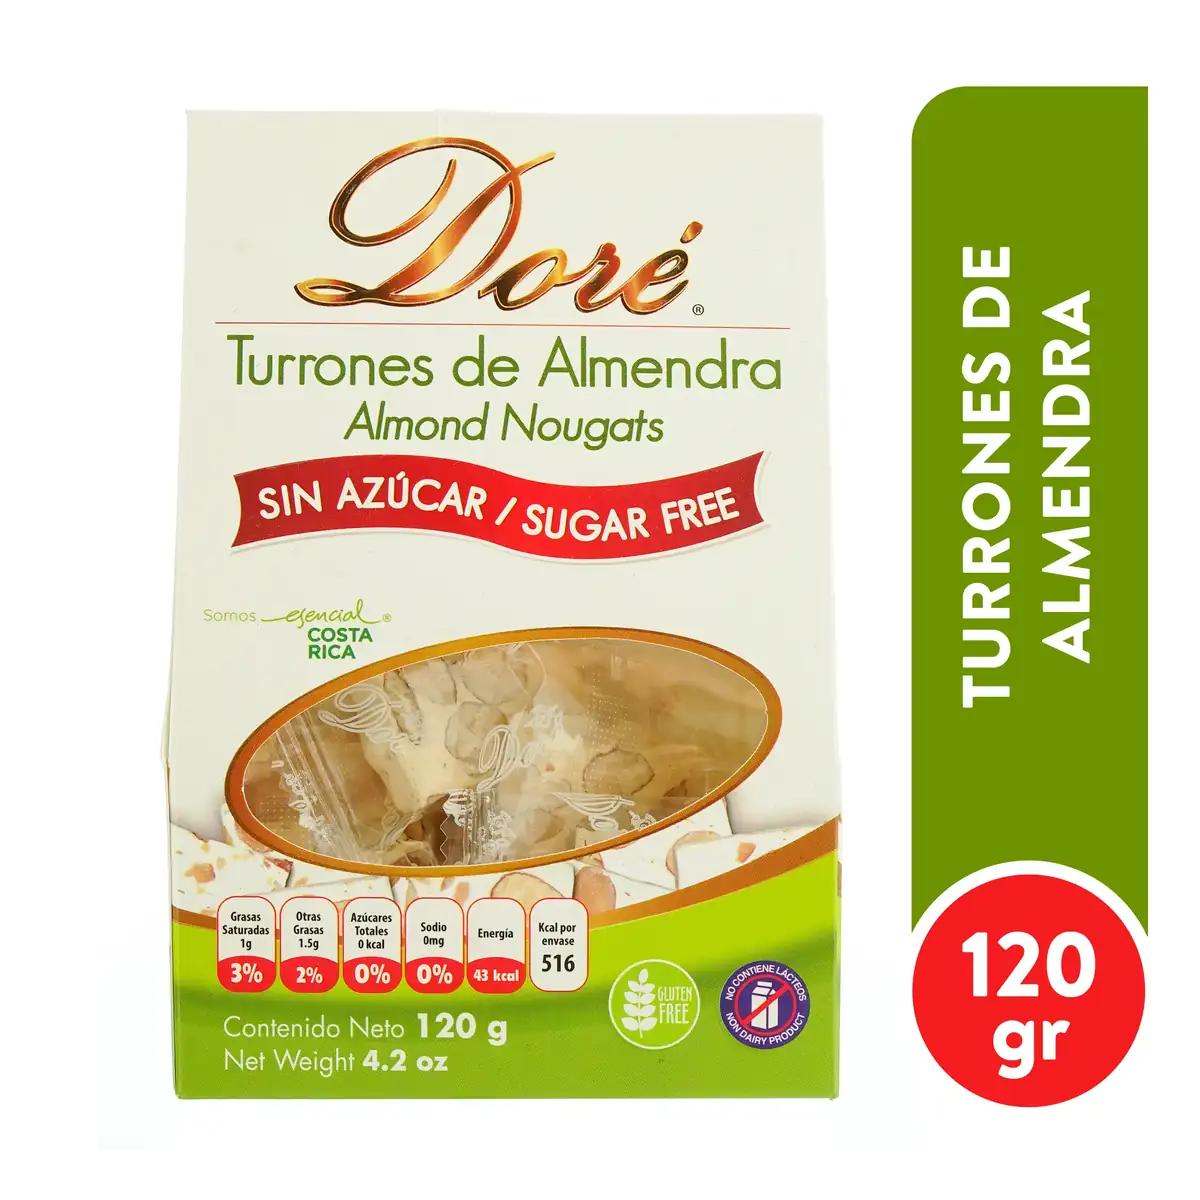 Doré®
Turrones de Almendra
Almond Nougats
SIN AZÚCAR / SUGAR FREE
Somos esencial®
COSTA
RICA
Doré
Doré
Grasas
Saturadas
1g
3%
Otras
Grasas
1.5g
2%
Azúcares
Totales
0 kcal
0%
Sodio
0mg
0%
Energía
43 kcal
Kcal por
envase
516
GLUTEN
FREE
NO CONTIENE LACTEOS
NON DAIRY PRODUCT
Contenido Neto 120 g
Net Weight 4.2 oz
TURRONES DE
ALMENDRA
120
gr